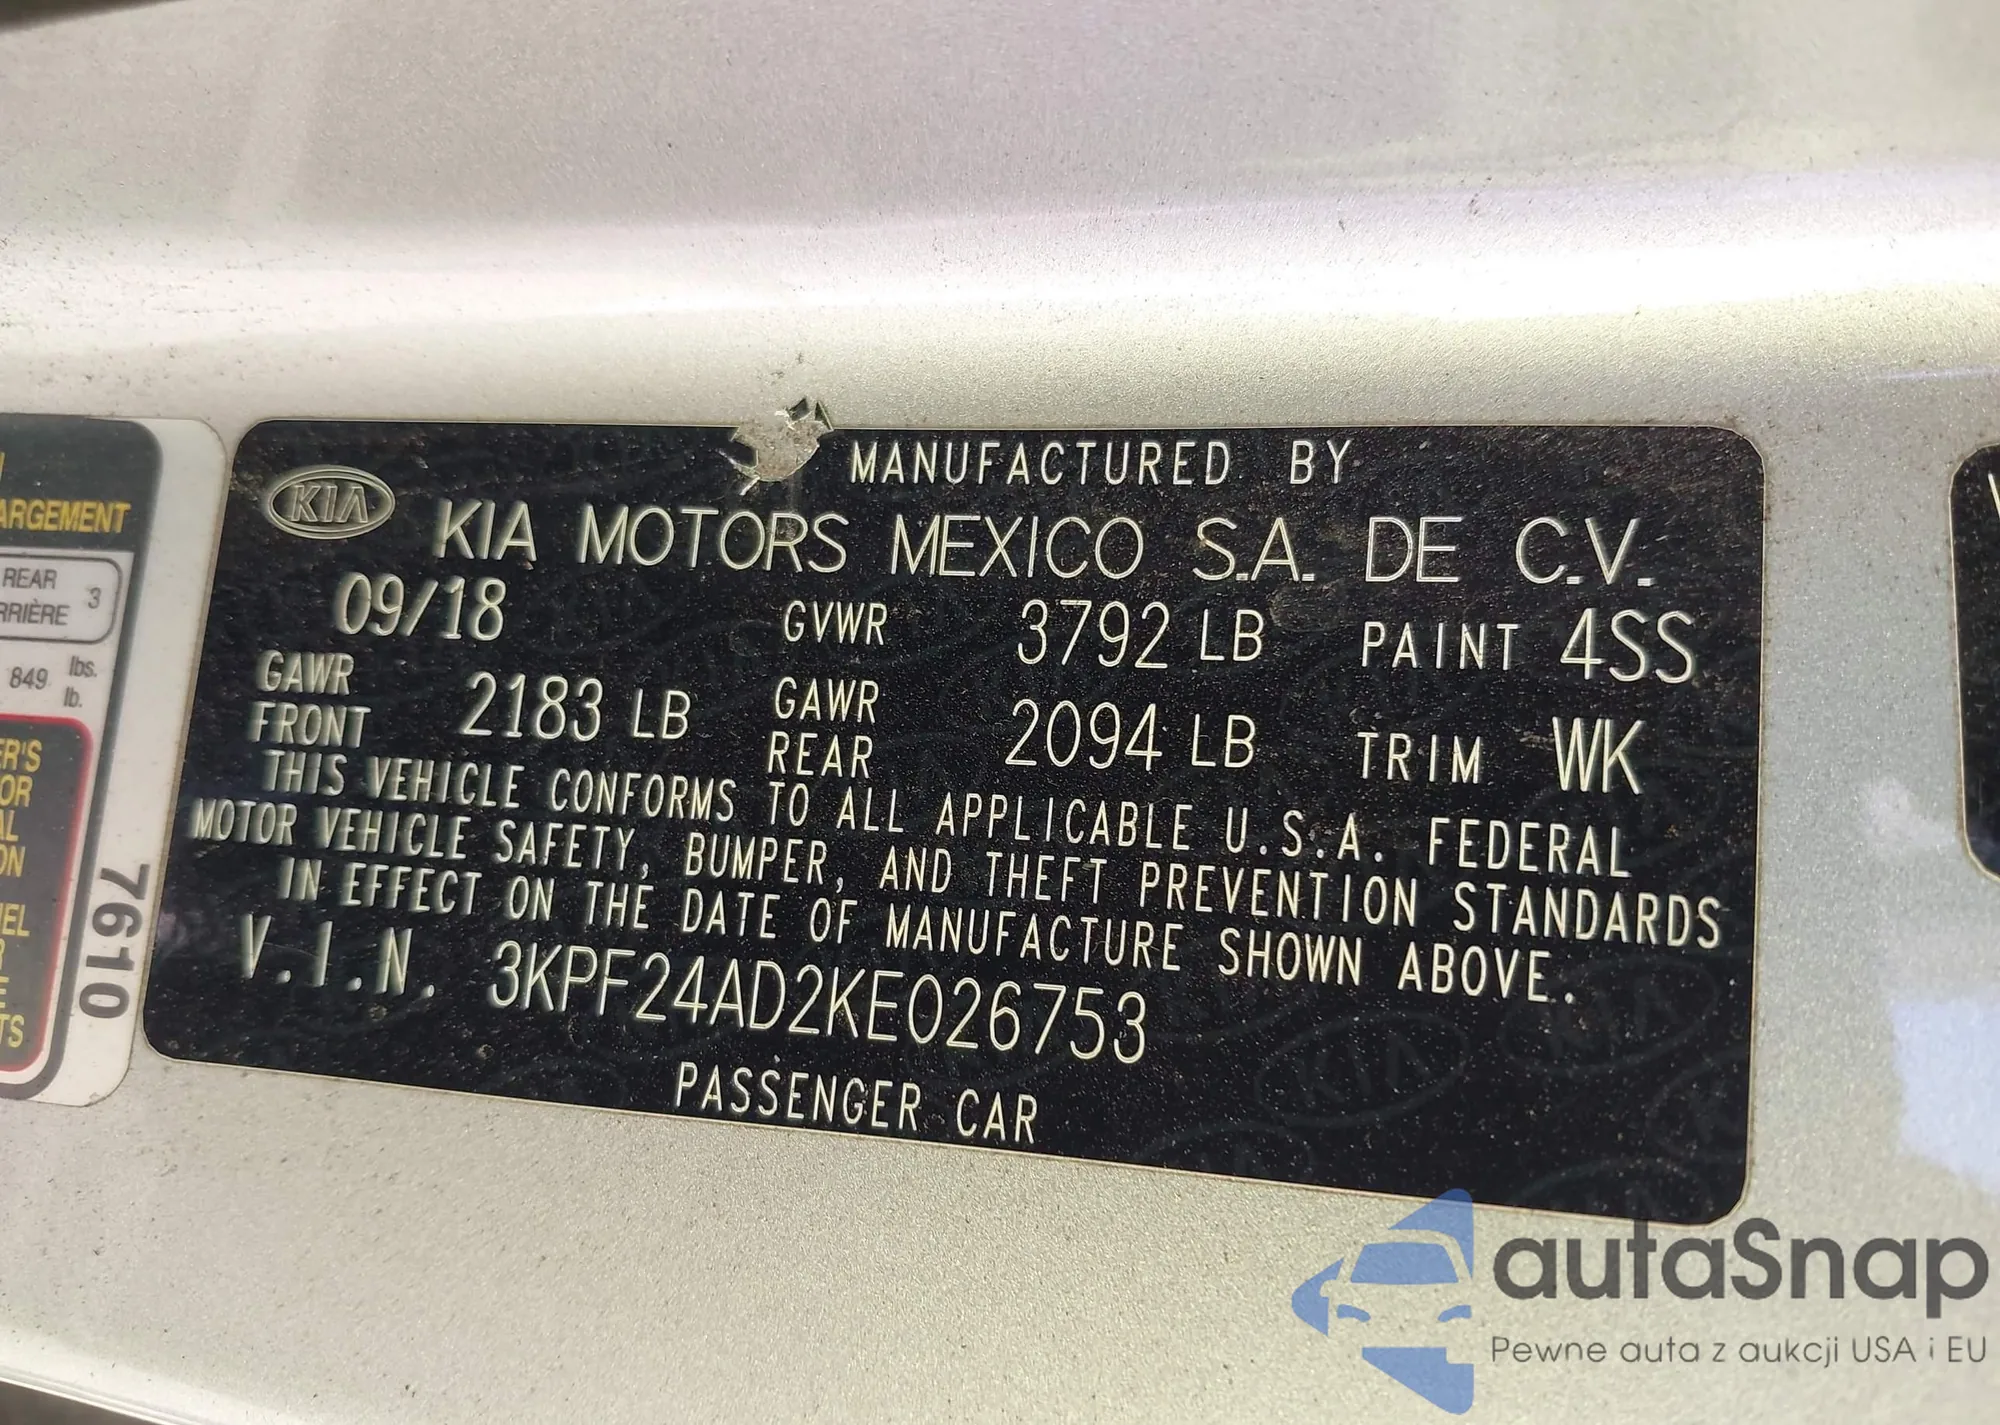 MANUFACTURED BY
KIA
KIA MOTORS MEXICO S.A. DE C.V.
09/18 GVWR 3792 LB PAINT 4SS
GAWR FRONT 2183 LB GAWR REAR 2094 LB TRIM WK
THIS VEHICLE CONFORMS TO ALL APPLICABLE U.S.A. FEDERAL
MOTOR VEHICLE SAFETY, BUMPER, AND THEFT PREVENTION STANDARDS
IN EFFECT ON THE DATE OF MANUFACTURE SHOWN ABOVE.
V.I.N. 3KPF24AD2KE026753
PASSENGER CAR
REAR 3
849 lbs.
lb.
7610
autaSnap
Pewne auta z aukcji USA i EU